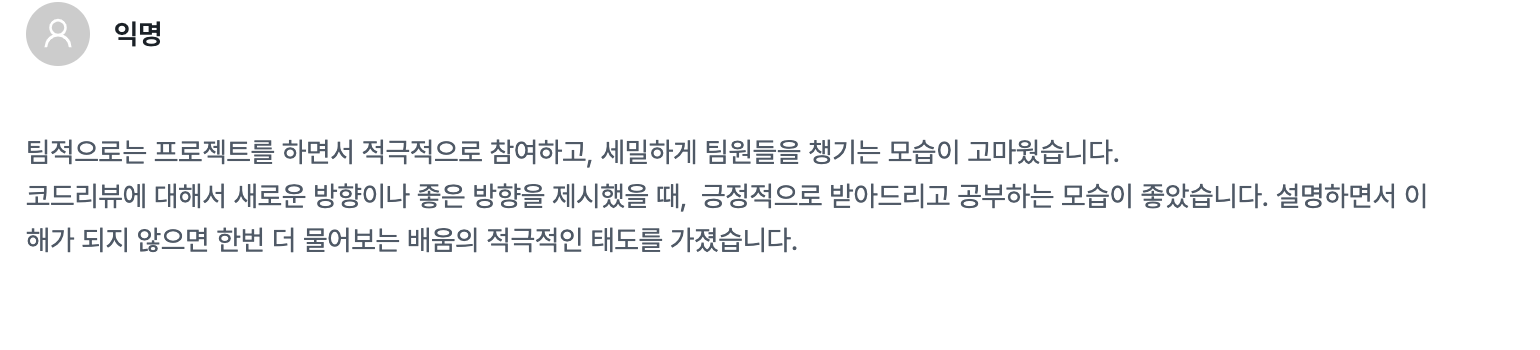 익명
팀적으로는 프로젝트를 하면서 적극적으로 참여하고, 세밀하게 팀원들을 챙기는 모습이 고마웠습니다.
코드리뷰에 대해서 새로운 방향이나 좋은 방향을 제시했을 때,  긍정적으로 받아드리고 공부하는 모습이 좋았습니다. 설명하면서 이
해가 되지 않으면 한번 더 물어보는 배움의 적극적인 태도를 가졌습니다.